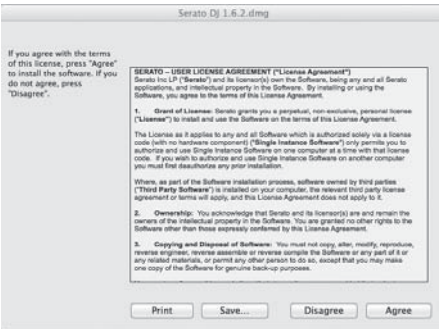 Serato DJ 1.6.2.dmg
If you agree with the terms
of this license, press "Agree"
to install the software. If you
do not agree, press
"Disagree".
SERATO – USER LICENSE AGREEMENT ("License Agreement")
Serato Inc LP ("Serato") and its licensor(s) own the Software, being any and all Serato
applications, and intellectual property in the Software. By installing or using the
Software, you agree to the terms of this License Agreement.
1. Grant of License: Serato grants you a perpetual, non-exclusive, personal license
("License") to install and use the Software on the terms of this License Agreement.
The License as it applies to any and all Software which is authorized solely via a license
code (with no hardware component) ("Single Instance Software") only permits you to
authorize and use Single Instance Software on one computer at a time with that license
code. If you wish to authorize and use Single Instance Software on another computer
you must first deauthorize any prior installation.
Where, as part of the Software installation process, software owned by third parties
("Third Party Software") is installed on your computer, the relevant third party license
agreement or terms will apply, and this License Agreement does not apply to it.
2. Ownership: You acknowledge that Serato and its licensor(s) are and remain the
owners of the intellectual property in the Software. You are granted no other rights to the
Software other than those expressly conferred by this License Agreement.
3. Copying and Disposal of Software: You must not copy, alter, modify, reproduce,
reverse engineer, reverse assemble or reverse compile the Software or any part of it or
any related materials, or permit any other person to do so, except that you may make
one copy of the Software for genuine back-up purposes.
Print Save... Disagree Agree